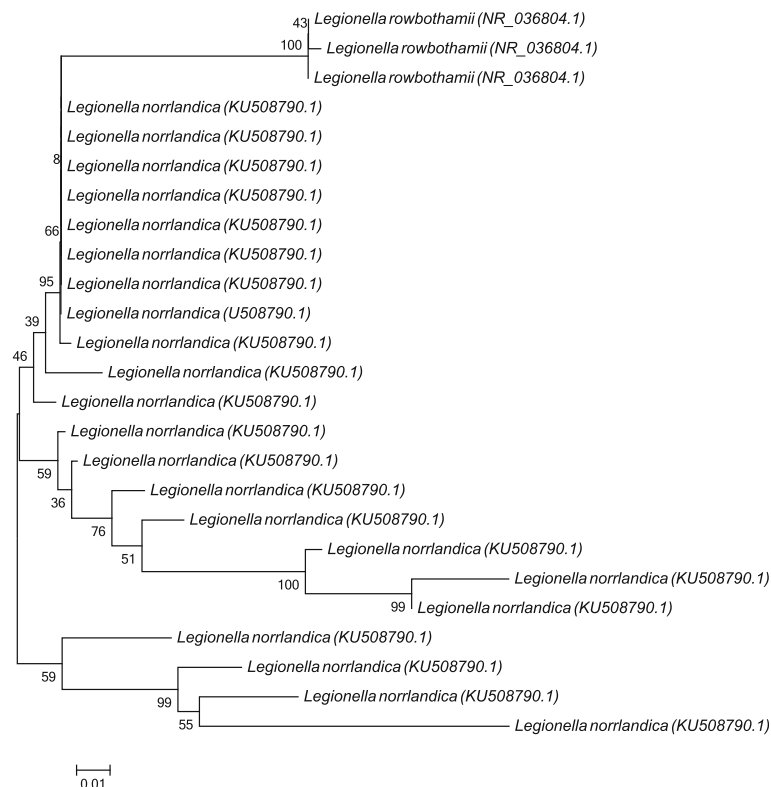 43
Legionella rowbothamii (NR_036804.1)
100
Legionella rowbothamii (NR_036804.1)
Legionella rowbothamii (NR_036804.1)
Legionella norrlandica (KU508790.1)
Legionella norrlandica (KU508790.1)
8
Legionella norrlandica (KU508790.1)
Legionella norrlandica (KU508790.1)
66
Legionella norrlandica (KU508790.1)
Legionella norrlandica (KU508790.1)
95
Legionella norrlandica (KU508790.1)
39
Legionella norrlandica (U508790.1)
Legionella norrlandica (KU508790.1)
46
Legionella norrlandica (KU508790.1)
Legionella norrlandica (KU508790.1)
Legionella norrlandica (KU508790.1)
59
Legionella norrlandica (KU508790.1)
36
Legionella norrlandica (KU508790.1)
76
Legionella norrlandica (KU508790.1)
51
Legionella norrlandica (KU508790.1)
100
Legionella norrlandica (KU508790.1)
99
Legionella norrlandica (KU508790.1)
Legionella norrlandica (KU508790.1)
59
Legionella norrlandica (KU508790.1)
99
Legionella norrlandica (KU508790.1)
55
Legionella norrlandica (KU508790.1)
0.01